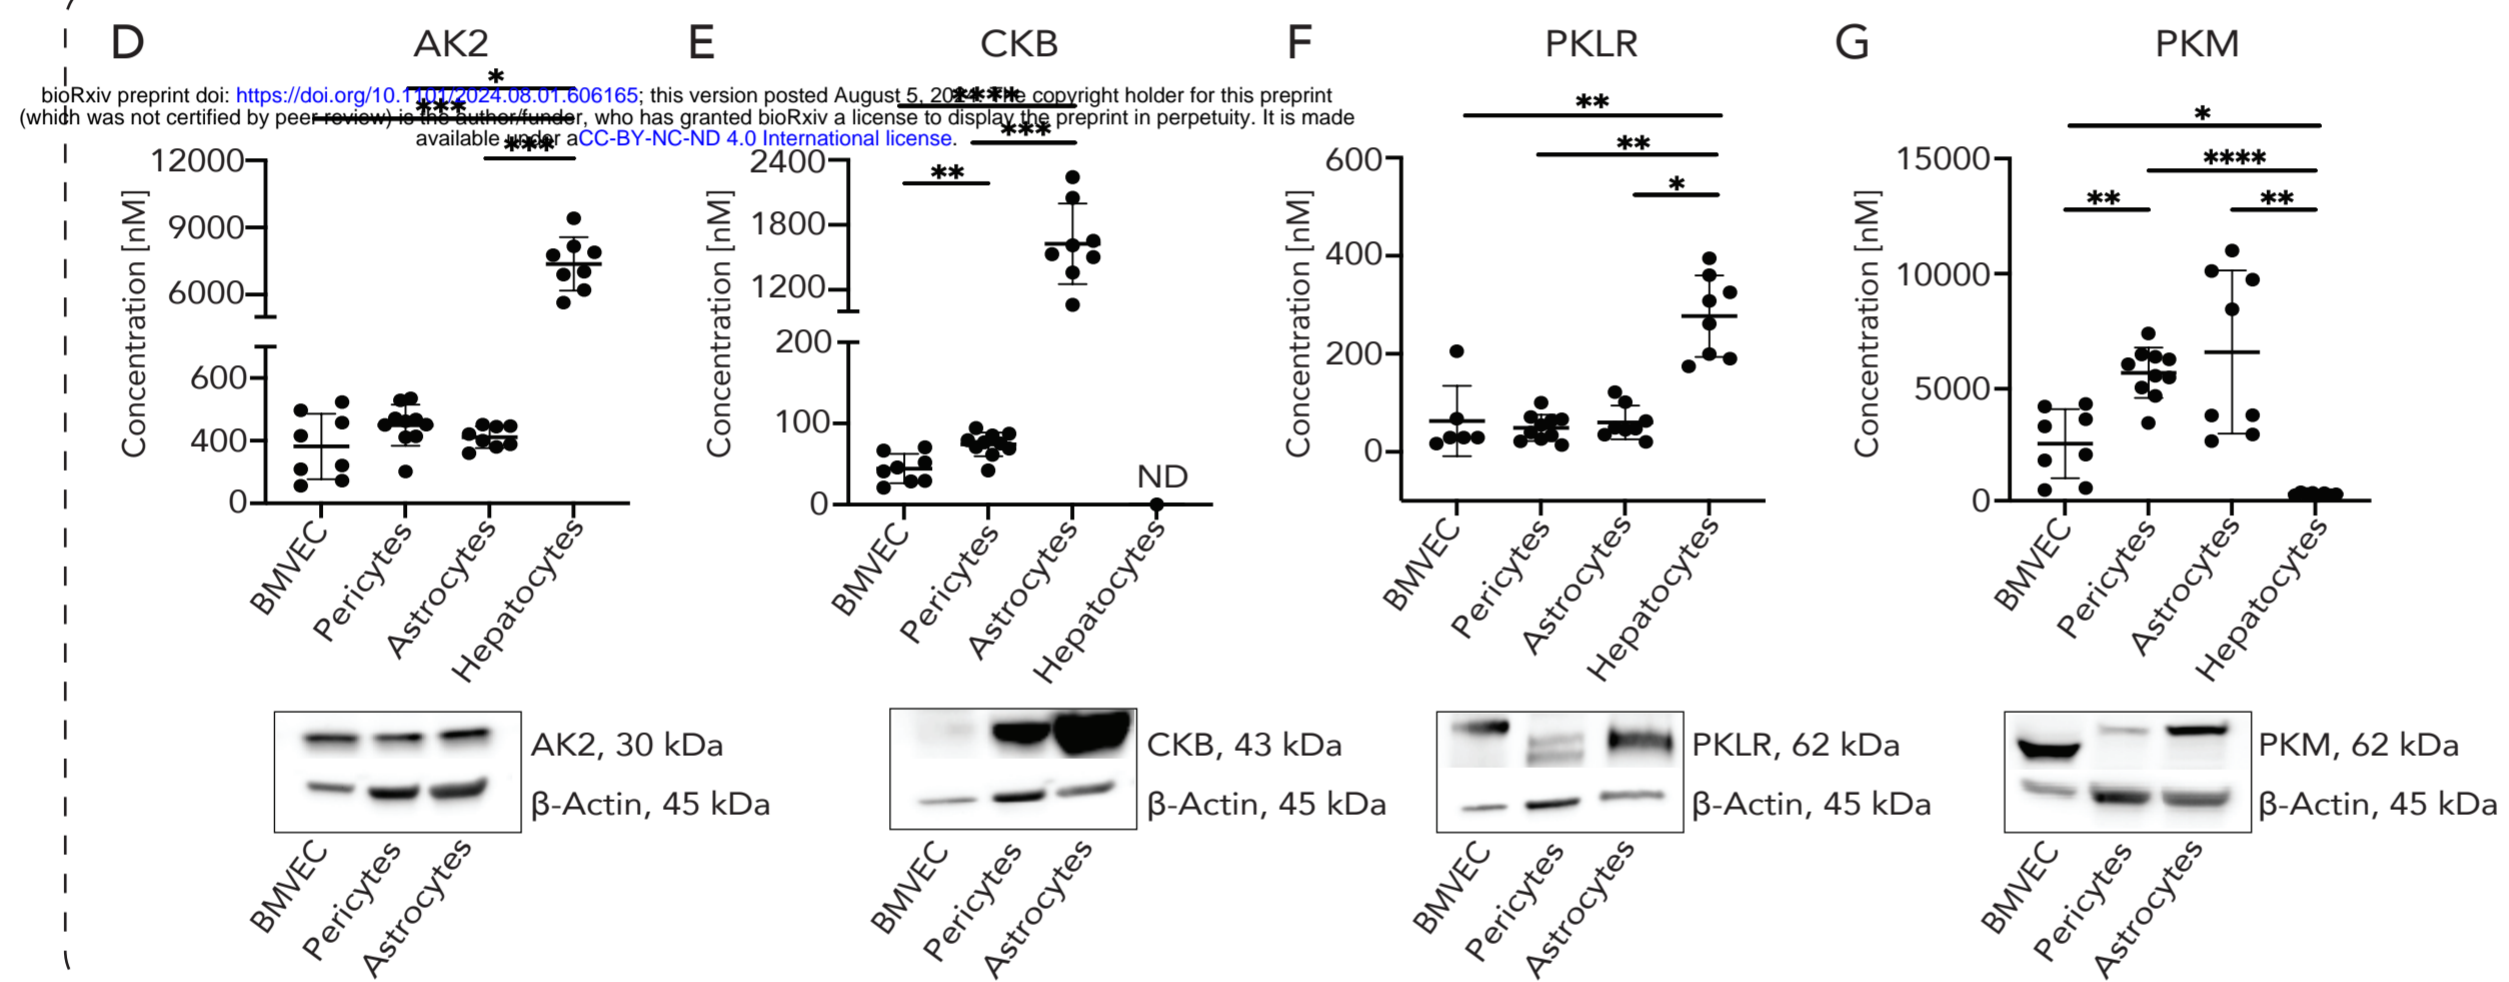 D
AK2
E
CKB
F
PKLR
G
PKM
bioRxiv preprint doi: https://doi.org/10.1101/2024.08.01.606165; this version posted August 5, 2024. The copyright holder for this preprint
(which was not certified by peer review) is the author/funder, who has granted bioRxiv a license to display the preprint in perpetuity. It is made
available under aCC-BY-NC-ND 4.0 International license.
*
***
***
Concentration [nM]
12000
9000
6000
600
400
0
BMVEC
Pericytes
Astrocytes
Hepatocytes
****
***
**
Concentration [nM]
2400
1800
1200
200
100
0
ND
BMVEC
Pericytes
Astrocytes
Hepatocytes
**
**
*
Concentration [nM]
600
400
200
0
BMVEC
Pericytes
Astrocytes
Hepatocytes
*
****
**
**
Concentration [nM]
15000
10000
5000
0
BMVEC
Pericytes
Astrocytes
Hepatocytes
AK2, 30 kDa
β-Actin, 45 kDa
BMVEC
Pericytes
Astrocytes
CKB, 43 kDa
β-Actin, 45 kDa
BMVEC
Pericytes
Astrocytes
PKLR, 62 kDa
β-Actin, 45 kDa
BMVEC
Pericytes
Astrocytes
PKM, 62 kDa
β-Actin, 45 kDa
BMVEC
Pericytes
Astrocytes